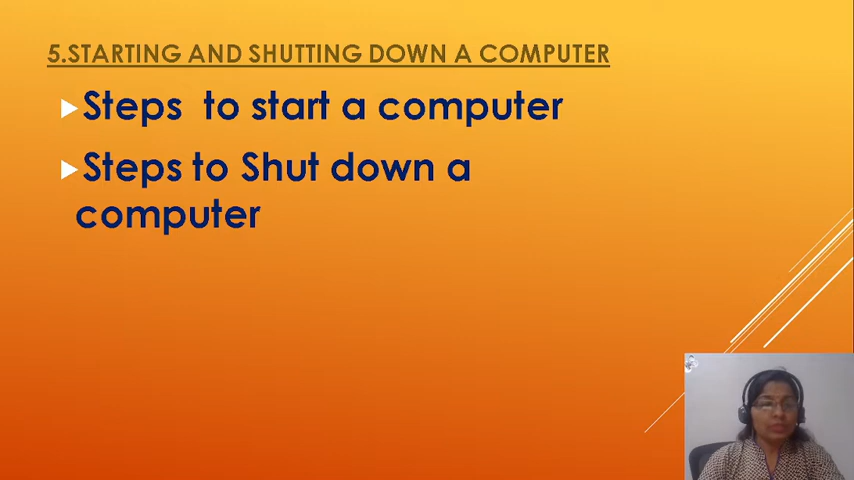 5.STARTING AND SHUTTING DOWN A COMPUTER
Steps to start a computer
Steps to Shut down a
computer